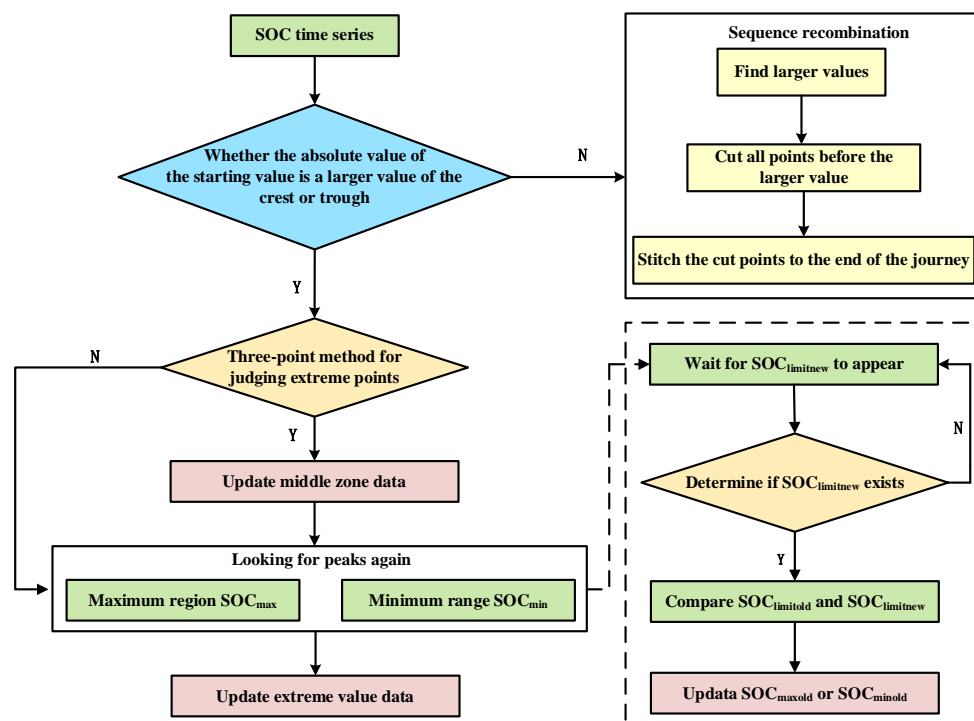 SOC time series
Whether the absolute value of
the starting value is a larger value of the
crest or trough
N
Y
Sequence recombination
Find larger values
Cut all points before the
larger value
Stitch the cut points to the end of the journey
Three-point method for
judging extreme points
N
Y
Update middle zone data
Looking for peaks again
Maximum region SOCmax
Minimum range SOCmin
Update extreme value data
Wait for SOClimitnew to appear
Determine if SOClimitnew exists
N
Y
Compare SOClimitold and SOClimitnew
Updata SOCmaxold or SOCminold